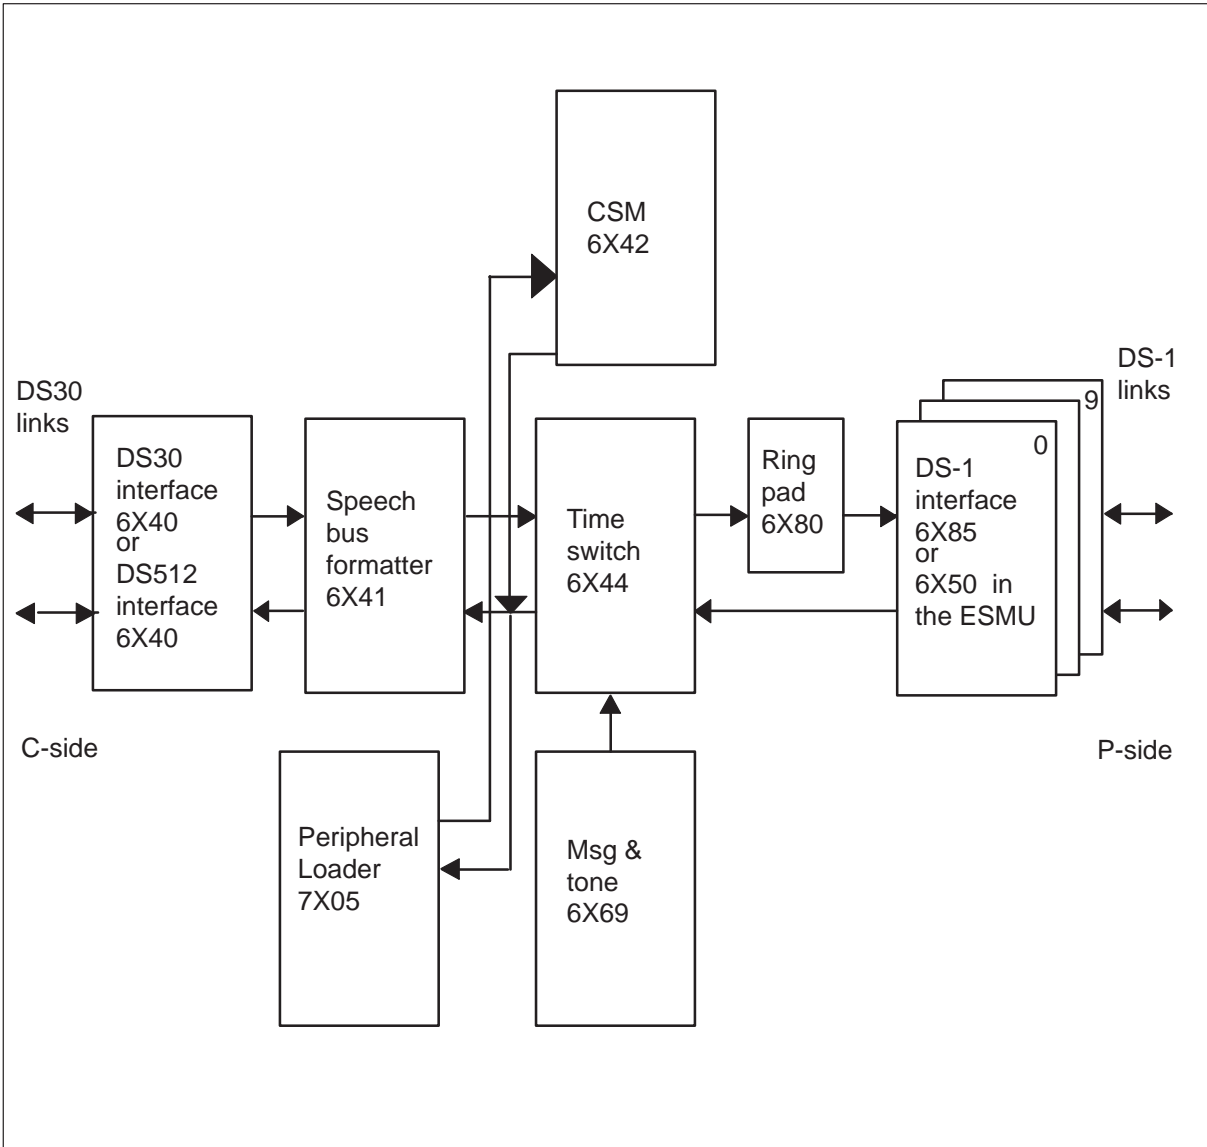 CSM
6X42
DS30
links
DS-1
links
DS30
interface
6X40
or
DS512
interface
6X40
Speech
bus
formatter
6X41
Time
switch
6X44
Ring
pad
6X80
9
0
DS-1
interface
6X85
or
6X50 in
the ESMU
C-side
P-side
Peripheral
Loader
7X05
Msg &
tone
6X69